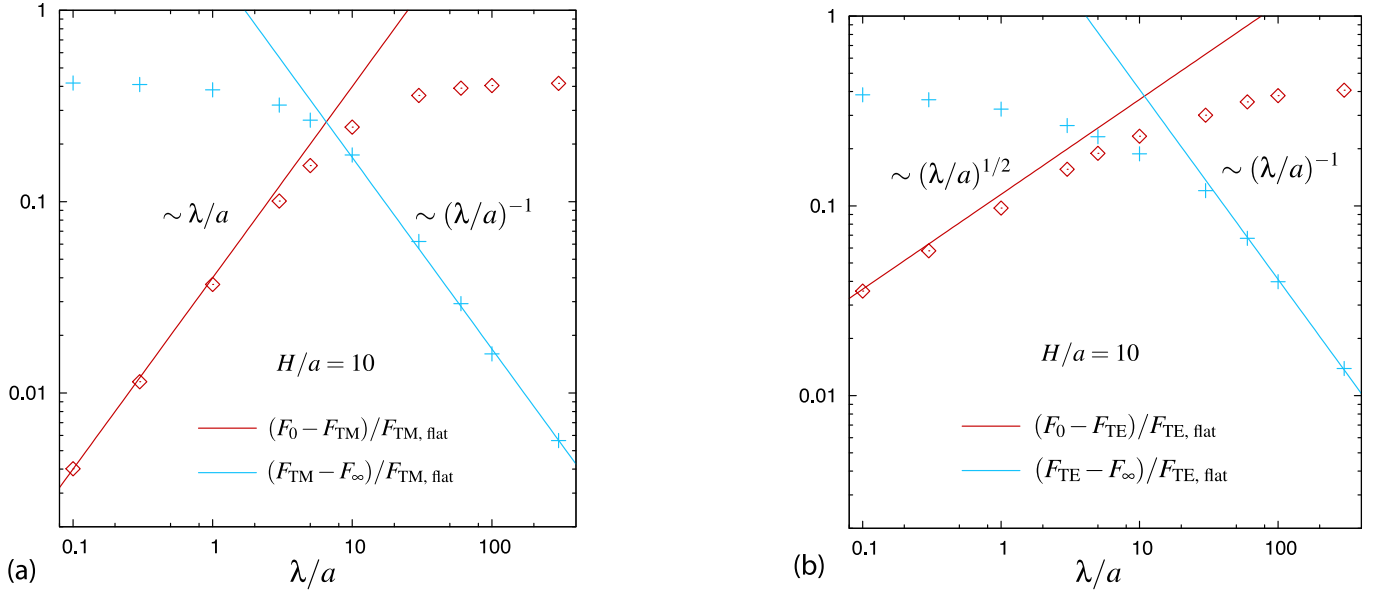 1
0.1
0.01
0.1
1
10
100
λ/a
∼ λ/a
∼ (λ/a)⁻¹
H/a = 10
(F₀ − F_TM)/F_TM, flat
(F_TM − F_∞)/F_TM, flat
(a)
1
0.1
0.01
0.1
1
10
100
λ/a
∼ (λ/a)^1/2
∼ (λ/a)⁻¹
H/a = 10
(F₀ − F_TE)/F_TE, flat
(F_TE − F_∞)/F_TE, flat
(b)